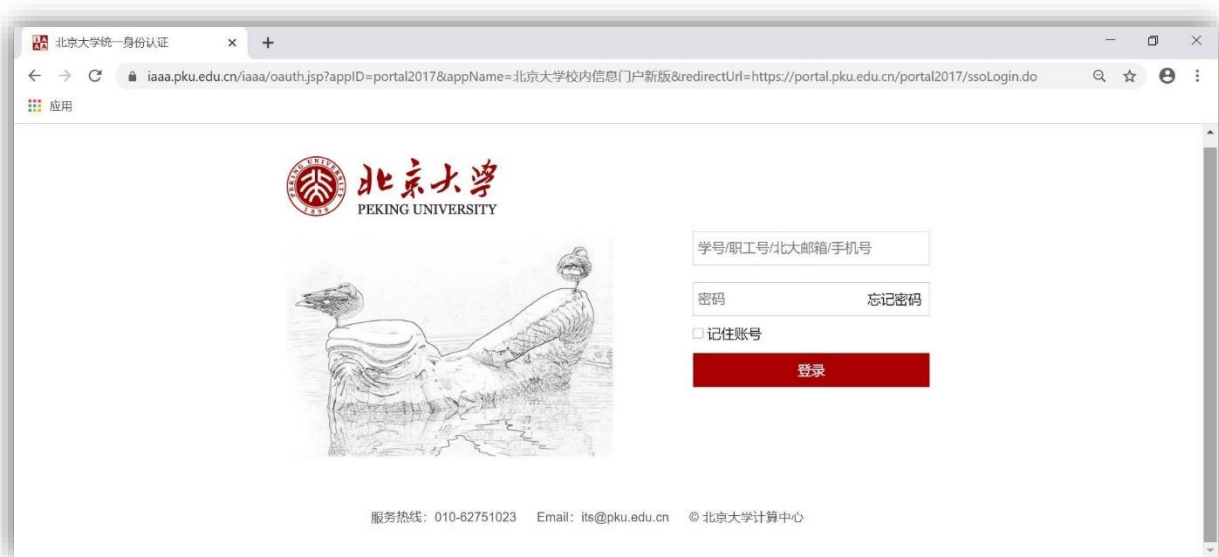 北京大学统一身份认证
iaaa.pku.edu.cn/iaaa/oauth.jsp?appID=portal2017&appName=北京大学校内信息门户新版&redirectUrl=https://portal.pku.edu.cn/portal2017/ssoLogin.do
应用
PEKING UNIVERSITY
1898
北京大学
PEKING UNIVERSITY
学号/职工号/北大邮箱/手机号
密码 忘记密码
记住账号
登录
服务热线：010-62751023 Email：its@pku.edu.cn © 北京大学计算中心